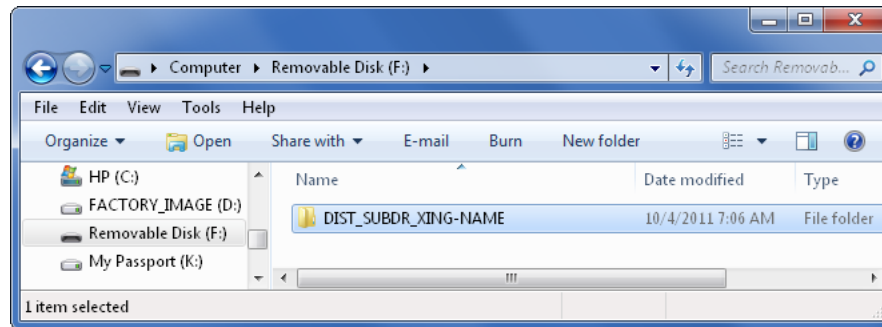 Computer Removable Disk (F:) Search Removab...
File Edit View Tools Help
Organize Open Share with E-mail Burn New folder
HP (C:)
FACTORY_IMAGE (D:)
Removable Disk (F:)
My Passport (K:)
Name Date modified Type
DIST_SUBDR_XING-NAME 10/4/2011 7:06 AM File folder
1 item selected